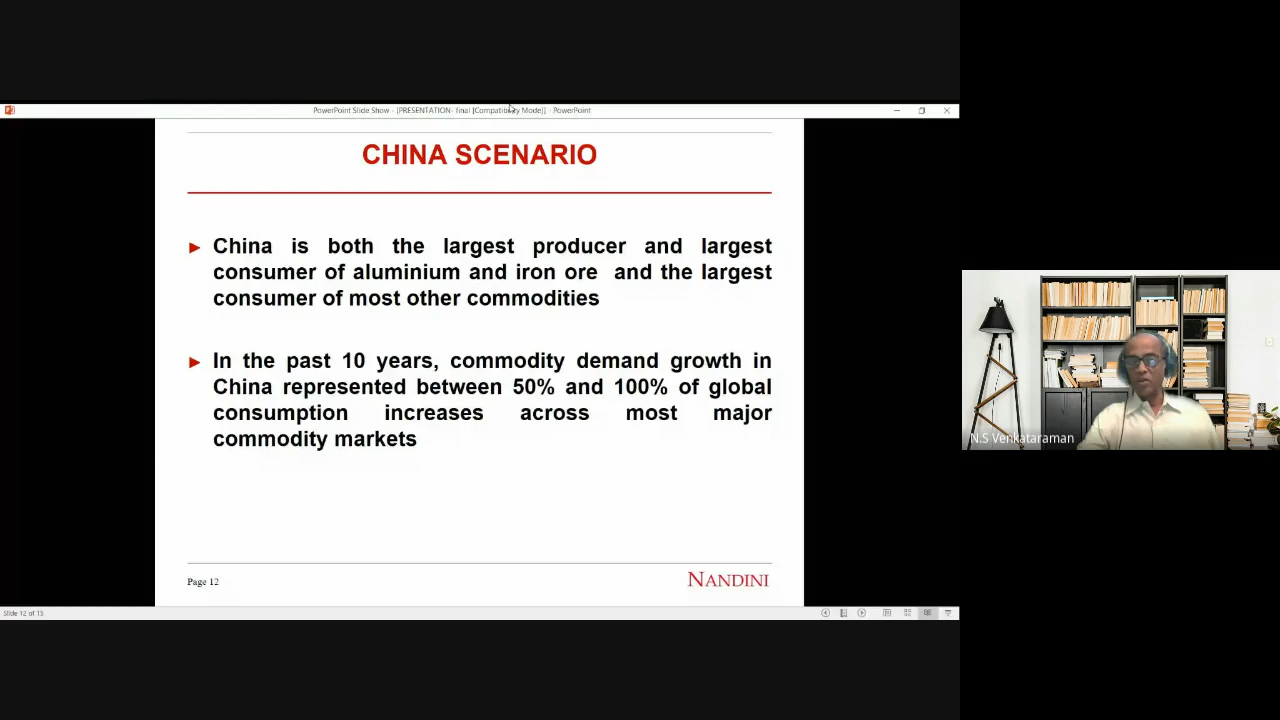 PowerPoint Slide Show - [PRESENTATION- final [Compatibility Mode]] - PowerPoint
CHINA SCENARIO
► China is both the largest producer and largest
consumer of aluminium and iron ore and the largest
consumer of most other commodities
► In the past 10 years, commodity demand growth in
China represented between 50% and 100% of global
consumption increases across most major
commodity markets
Page 12
NANDINI
Slide 12 of 15
N.S Venkataraman